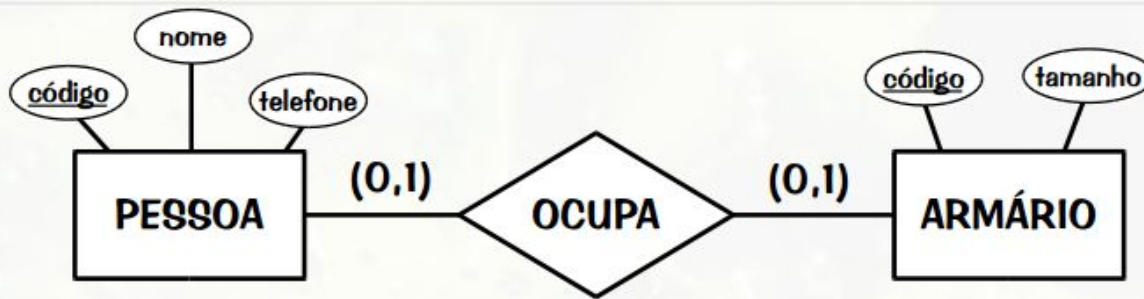 nome
código
telefone
código
tamanho
(0,1)
(0,1)
PESSOA
OCUPA
ARMÁRIO